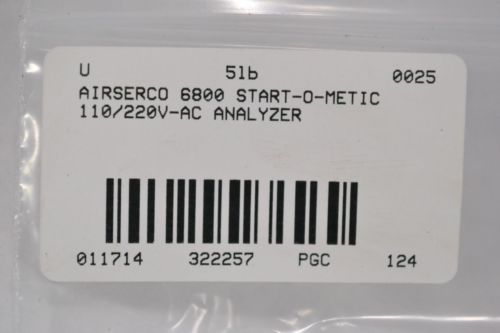 U 5lb 0025
AIRSERCO 6800 START-O-METIC
110/220V-AC ANALYZER
011714 322257 PGC 124